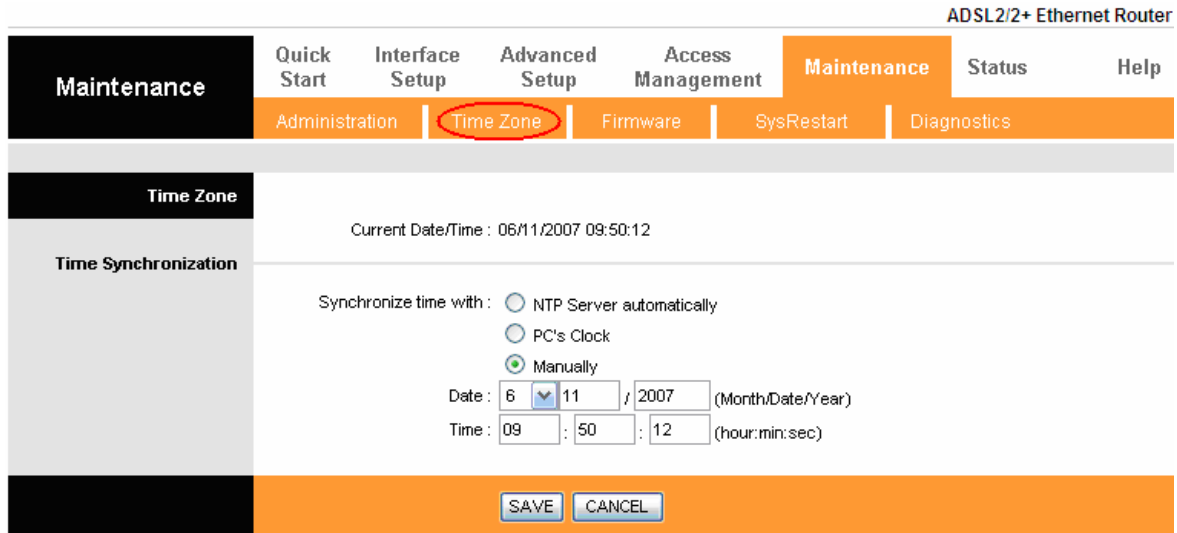 ADSL2/2+ Ethernet Router
Maintenance
Quick Start
Interface Setup
Advanced Setup
Access Management
Maintenance
Status
Help
Administration
Time Zone
Firmware
SysRestart
Diagnostics
Time Zone
Current Date/Time : 06/11/2007 09:50:12
Time Synchronization
Synchronize time with : NTP Server automatically
PC's Clock
Manually
Date : 6 11 / 2007 (Month/Date/Year)
Time : 09 : 50 : 12 (hour:min:sec)
SAVE CANCEL